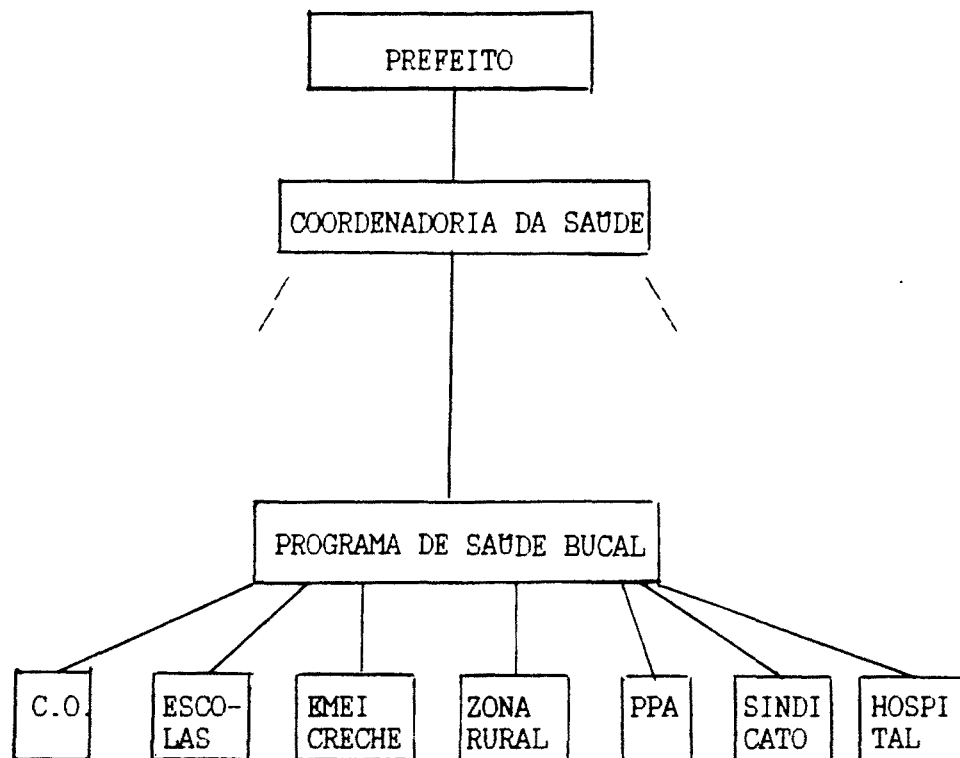 PREFEITO
COORDENADORIA DA SAÚDE
PROGRAMA DE SAÚDE BUCAL
C.O.
ESCO-
LAS
EMEI
CRECHE
ZONA
RURAL
PPA
SINDI
CATO
HOSPI
TAL